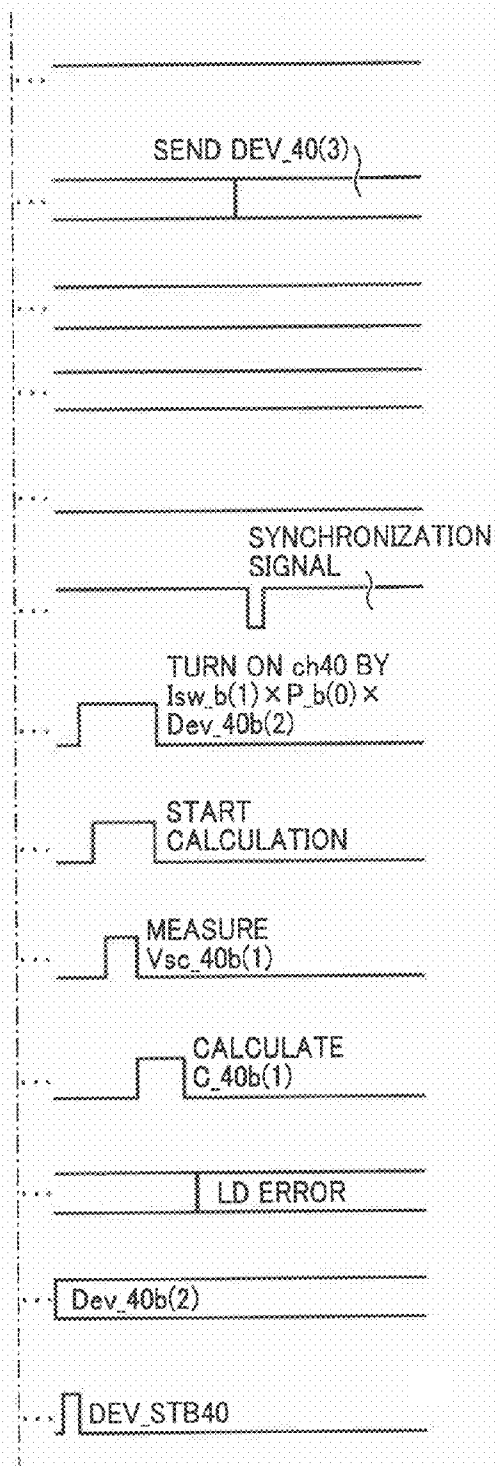 SEND DEV_40(3)
SYNCHRONIZATION
SIGNAL
TURN ON ch40 BY
Isw_b(1)×P_b(0)×
Dev_40b(2)
START
CALCULATION
MEASURE
Vsc_40b(1)
CALCULATE
C_40b(1)
LD ERROR
Dev_40b(2)
DEV_STB40